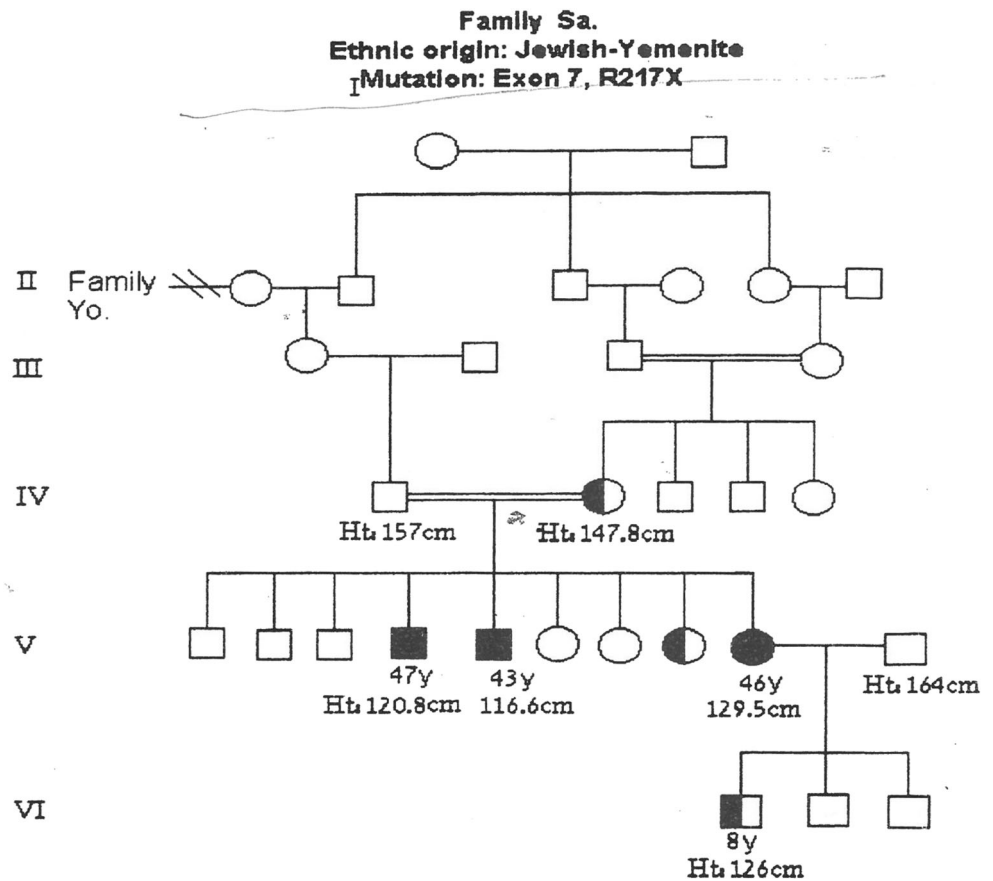 Family Sa.
Ethnic origin: Jewish-Yemenite
Mutation: Exon 7, R217X
II
Family
Yo.
III
IV
Ht: 157cm
Ht: 147.8cm
V
47y
43y
46y
Ht: 164cm
Ht: 120.8cm
116.6cm
129.5cm
VI
8y
Ht: 126cm